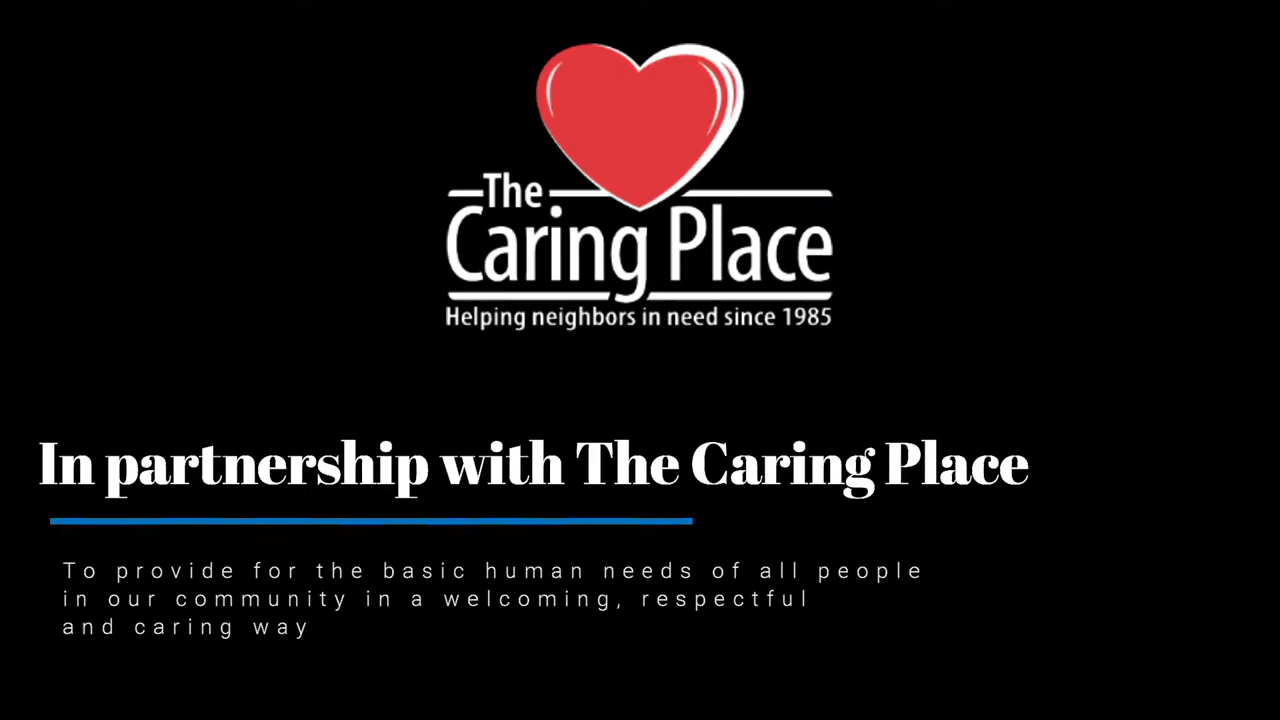 The
Caring Place
Helping neighbors in need since 1985
In partnership with The Caring Place
To provide for the basic human needs of all people
in our community in a welcoming, respectful
and caring way